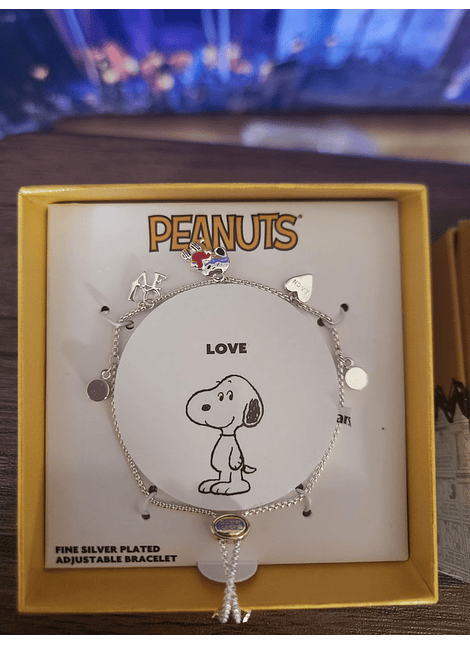 PEANUTS
LOVE
FINE SILVER PLATED
ADJUSTABLE BRACELET